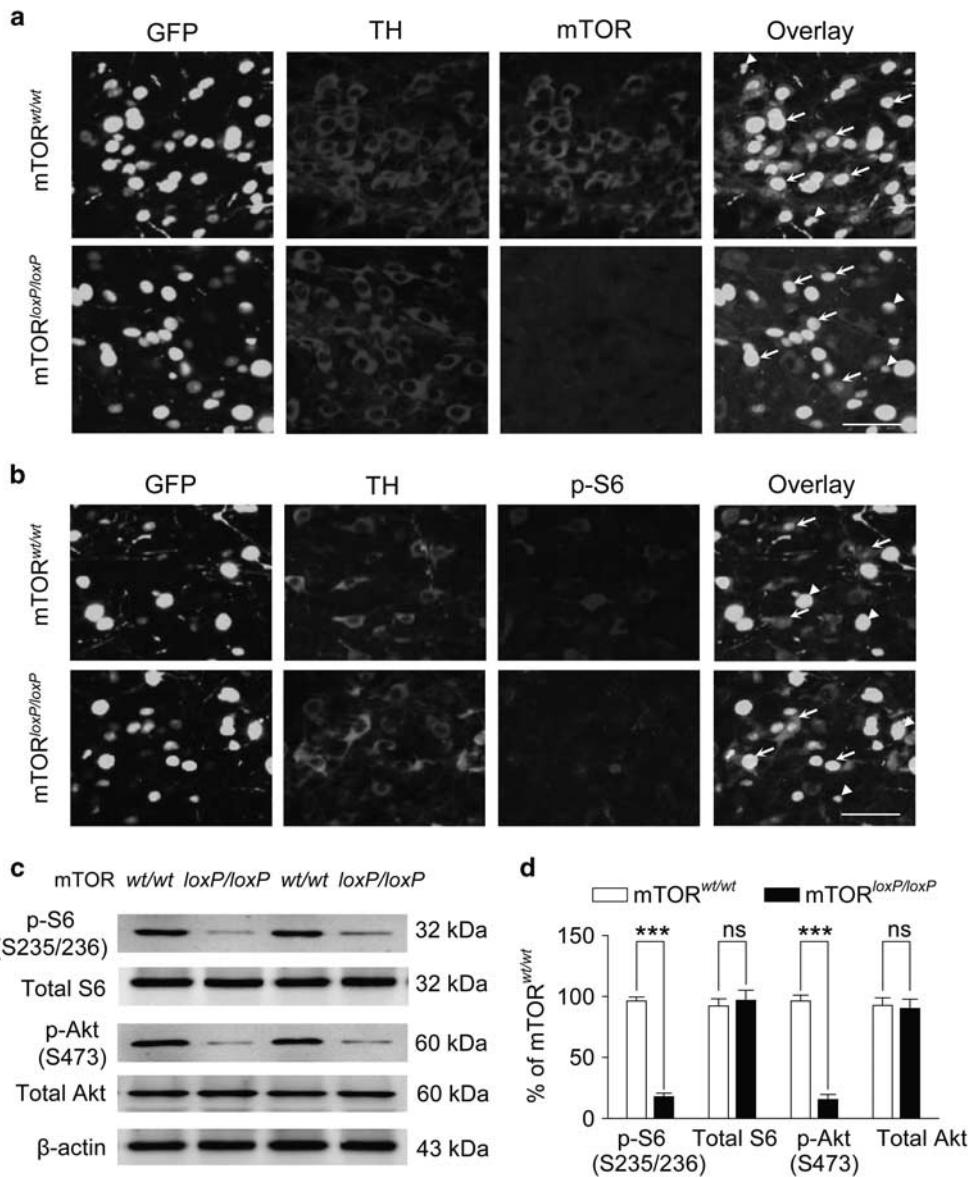 a
GFP TH mTOR Overlay
mTORwt/wt
mTORloxP/loxP
b
GFP TH p-S6 Overlay
mTORwt/wt
mTORloxP/loxP
c
mTOR wt/wt loxP/loxP wt/wt loxP/loxP
p-S6
(S235/236)
32 kDa
Total S6
32 kDa
p-Akt
(S473)
60 kDa
Total Akt
60 kDa
β-actin
43 kDa
d
mTORwt/wt mTORloxP/loxP
% of mTORwt/wt
150
100
50
0
*** ns *** ns
p-S6
(S235/236)
Total S6
p-Akt
(S473)
Total Akt